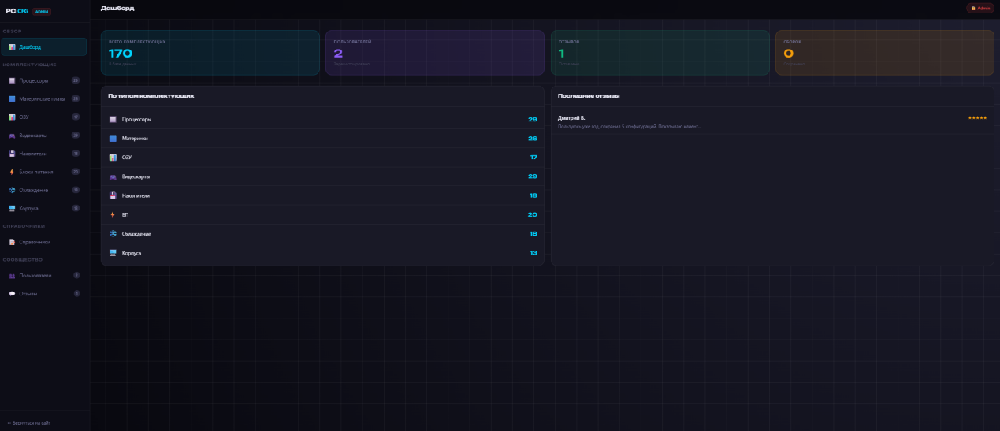 PC.CFG ADMIN
ОБЗОР
Дашборд
КОМПЛЕКТУЮЩИЕ
Процессоры 29
Материнские платы 26
ОЗУ 17
Видеокарты 29
Накопители 18
Блоки питания 20
Охлаждение 18
Корпуса 13
СПРАВОЧНИКИ
Справочники
СООБЩЕСТВО
Пользователи 2
Отзывы 1
← Вернуться на сайт
Дашборд
Admin
ВСЕГО КОМПЛЕКТУЮЩИХ
170
В базе данных
ПОЛЬЗОВАТЕЛЕЙ
2
Зарегистрировано
ОТЗЫВОВ
1
Оставлено
СБОРОК
0
По типам комплектующих
Процессоры 29
Материнки 26
ОЗУ 17
Видеокарты 29
Накопители 18
БП 20
Охлаждение 18
Корпуса 13
Последние отзывы
Дмитрий В. ★★★★★
Пользуюсь уже год, сохранил 5 конфигураций. Показываю клиент...